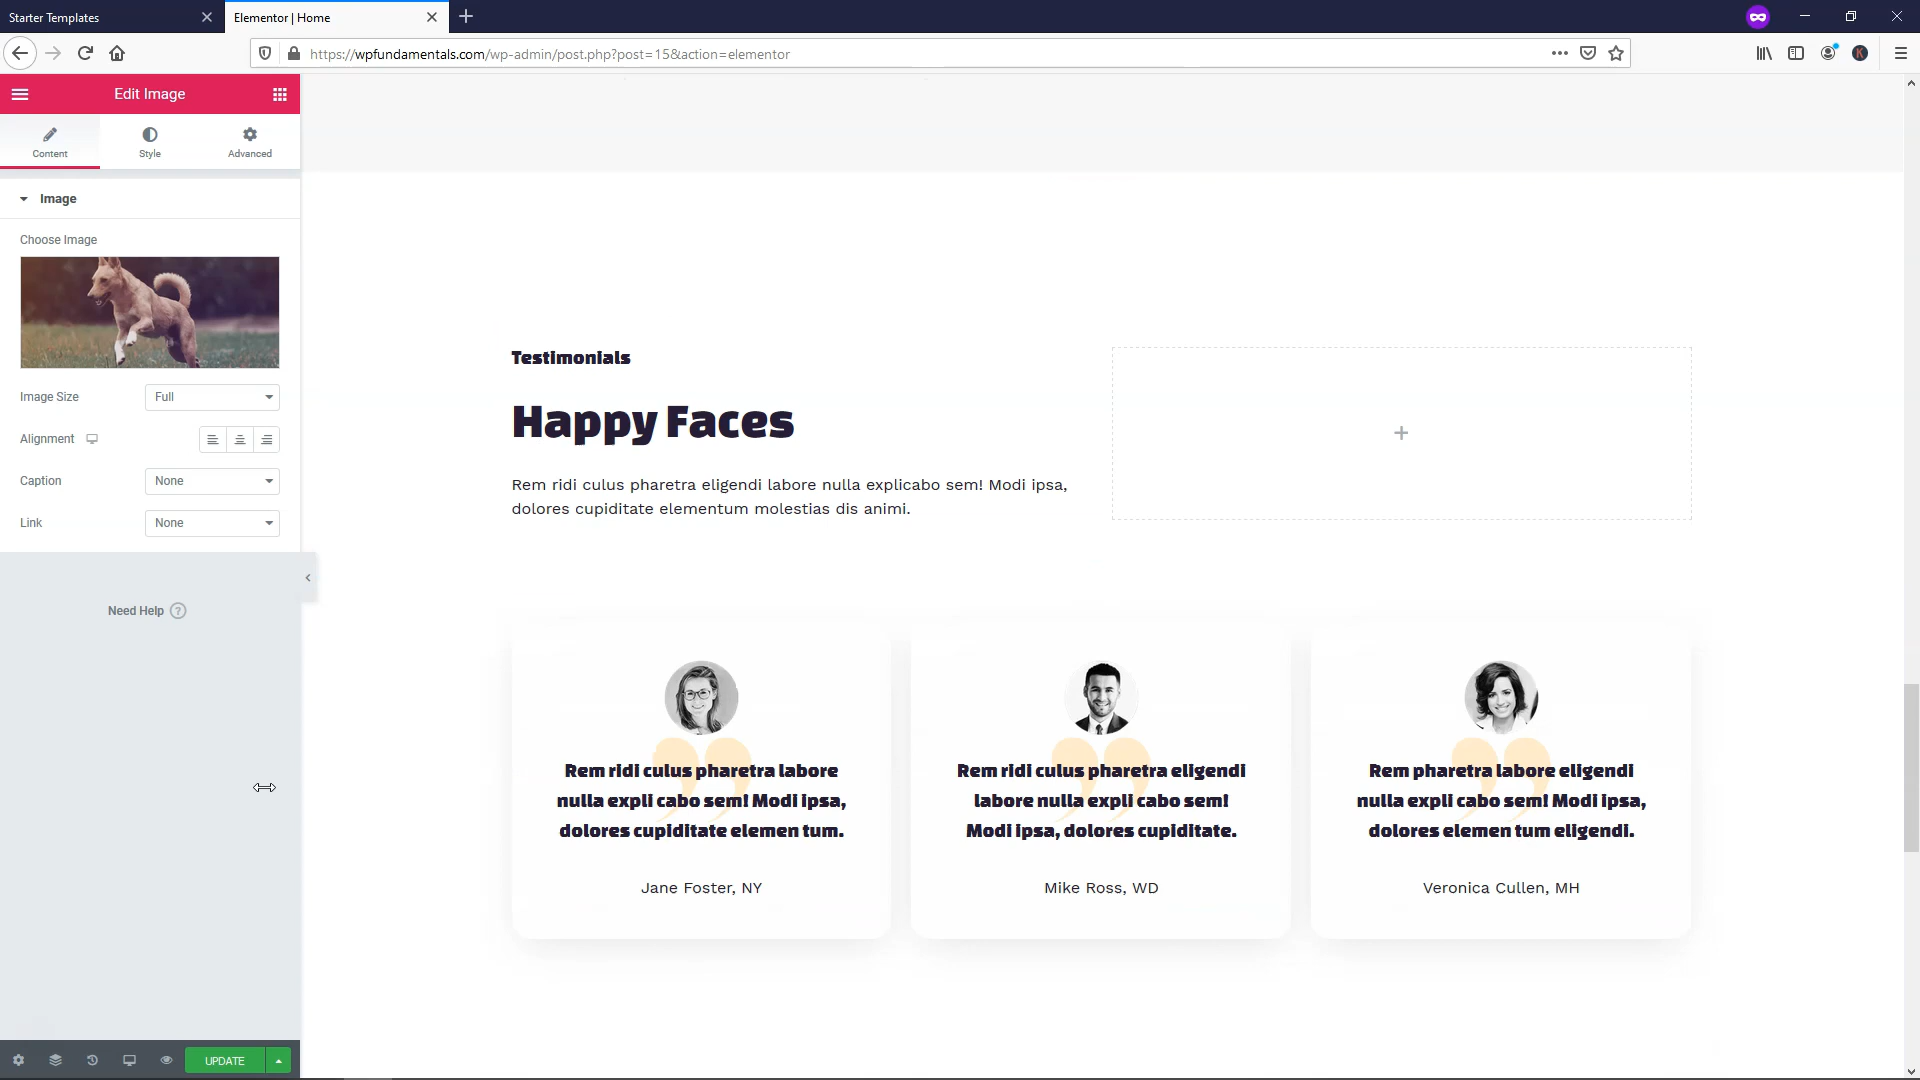 Starter Templates
Elementor | Home
https://wpfundamentals.com/wp-admin/post.php?post=15&action=elementor
Edit Image
Content
Style
Advanced
Image
Choose Image
Image Size
Full
Alignment
Caption
None
Link
None
Need Help ?
UPDATE
Testimonials
Happy Faces
Rem ridi culus pharetra eligendi labore nulla explicabo sem! Modi ipsa,
dolores cupiditate elementum molestias dis animi.
Rem ridi culus pharetra labore
nulla expli cabo sem! Modi ipsa,
dolores cupiditate elemen tum.
Jane Foster, NY
Rem ridi culus pharetra eligendi
labore nulla expli cabo sem!
Modi ipsa, dolores cupiditate.
Mike Ross, WD
Rem pharetra labore eligendi
nulla expli cabo sem! Modi ipsa,
dolores elemen tum eligendi.
Veronica Cullen, MH